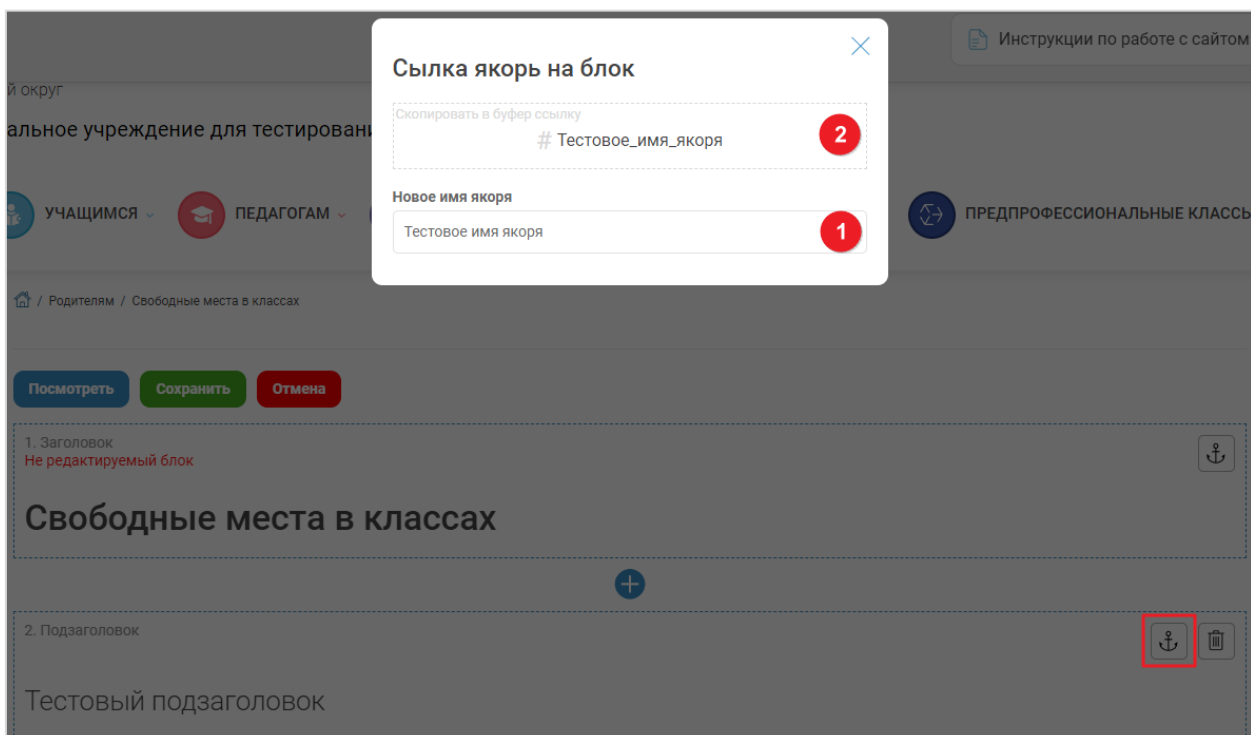 Инструкции по работе с сайтом
Сылка якорь на блок
й округ
Скопировать в буфер ссылку
# Тестовое_имя_якоря
2
альное учреждение для тестировани
Новое имя якоря
Тестовое имя якоря
1
УЧАЩИМСЯ
ПЕДАГОГАМ
ПРЕДПРОФЕССИОНАЛЬНЫЕ КЛАССЫ
/ Родителям / Свободные места в классах
Посмотреть Сохранить Отмена
1. Заголовок
Не редактируемый блок
Свободные места в классах
2. Подзаголовок
Тестовый подзаголовок